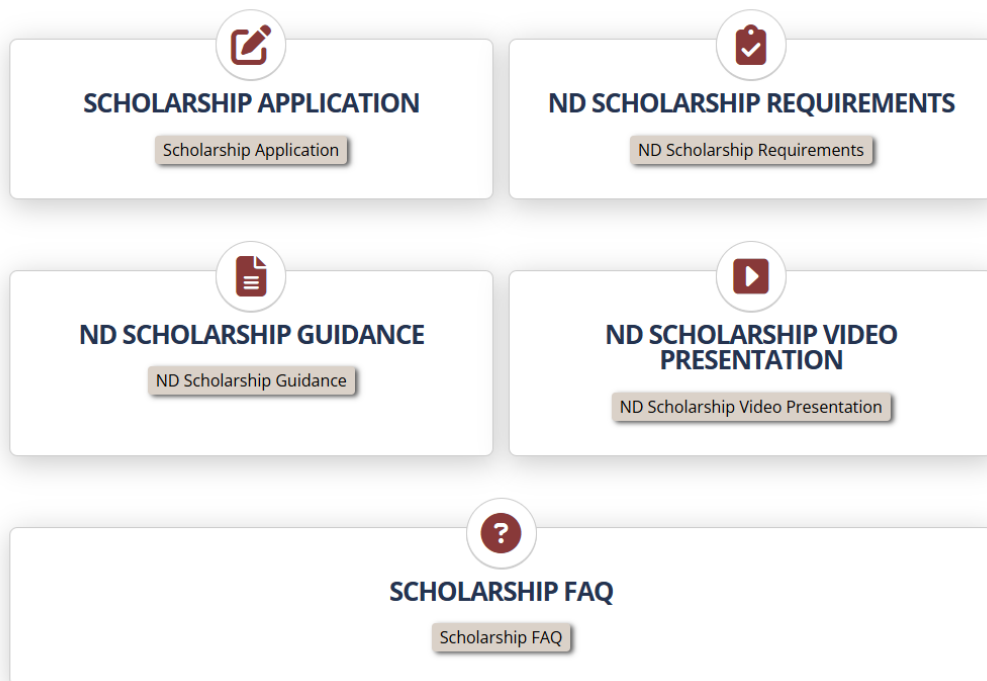 SCHOLARSHIP APPLICATION
Scholarship Application
ND SCHOLARSHIP REQUIREMENTS
ND Scholarship Requirements
ND SCHOLARSHIP GUIDANCE
ND Scholarship Guidance
ND SCHOLARSHIP VIDEO
PRESENTATION
ND Scholarship Video Presentation
?
SCHOLARSHIP FAQ
Scholarship FAQ